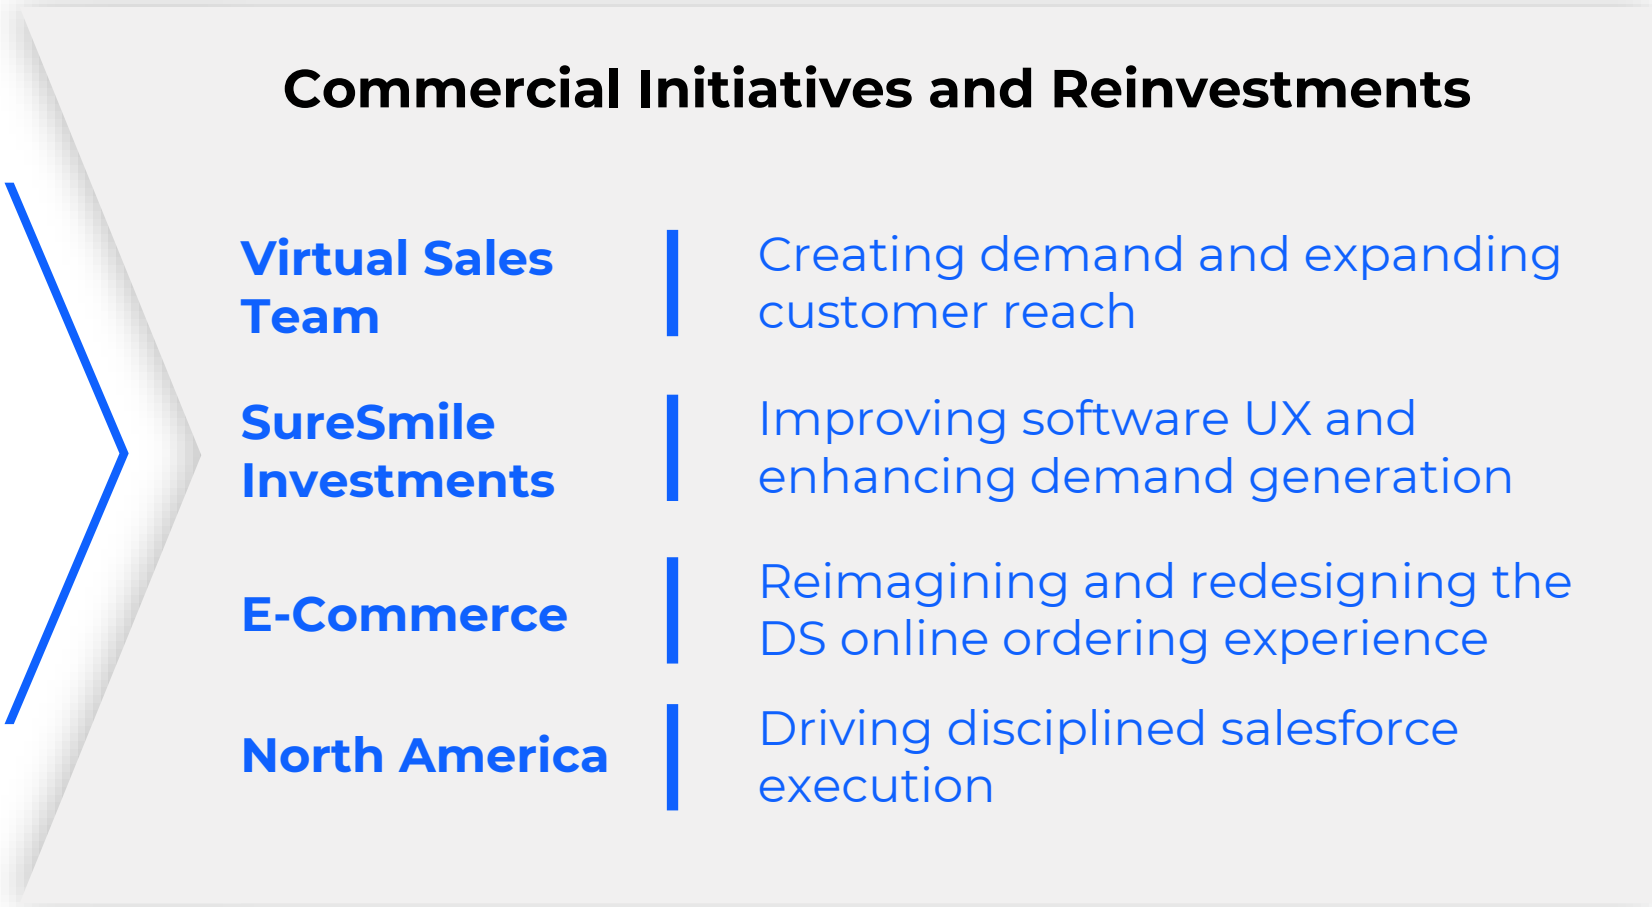 Commercial Initiatives and Reinvestments
Virtual Sales
Team
Creating demand and expanding
customer reach
SureSmile
Investments
Improving software UX and
enhancing demand generation
E-Commerce
Reimagining and redesigning the
DS online ordering experience
North America
Driving disciplined salesforce
execution